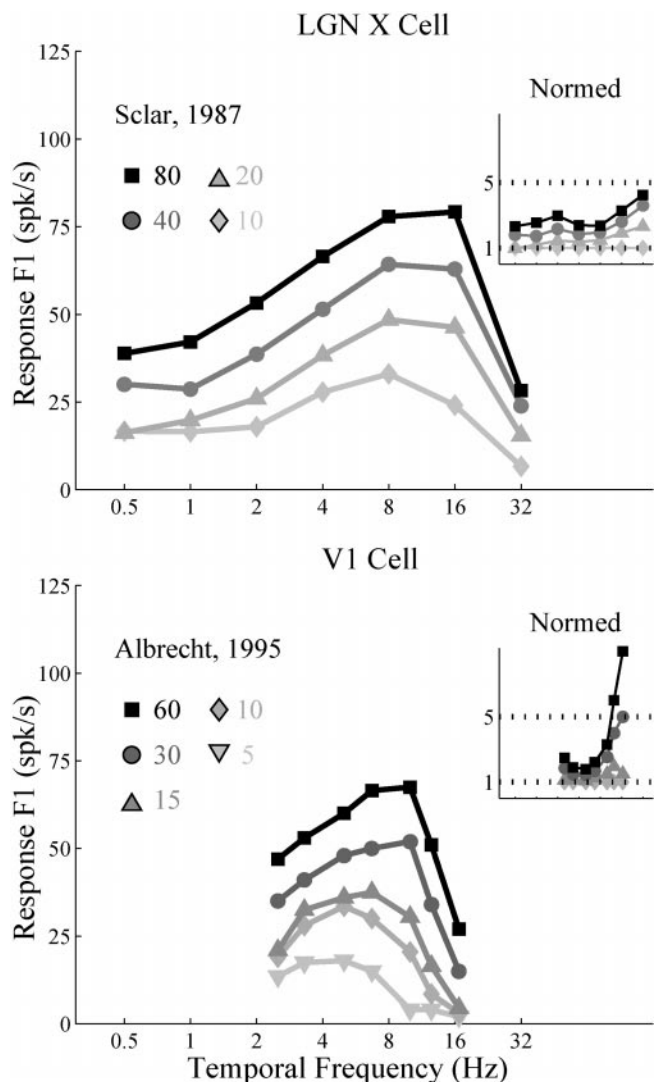 LGN X Cell
125
100
75
50
25
0
Response F1 (spk/s)
Sclar, 1987
80 20
40 10
Normed
5
1
0.5 1 2 4 8 16 32
V1 Cell
125
100
75
50
25
0
Response F1 (spk/s)
Albrecht, 1995
60 10
30 5
15
Normed
5
1
0.5 1 2 4 8 16 32
Temporal Frequency (Hz)